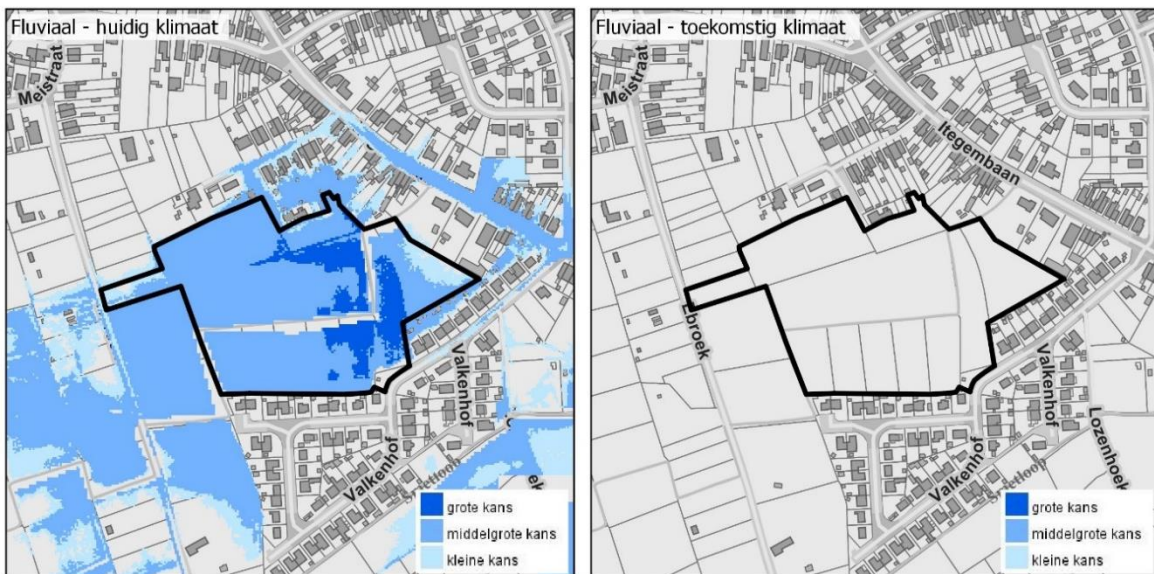 Fluviaal - huidig klimaat
Meistraat
Valkenhof
Valkenhof
grote kans
middelgrote kans
kleine kans
Fluviaal - toekomstig klimaat
Meistraat
Itegembaan
Ebroek
Valkenhof
Valkenhof
Lozenhoek
grote kans
middelgrote kans
kleine kans